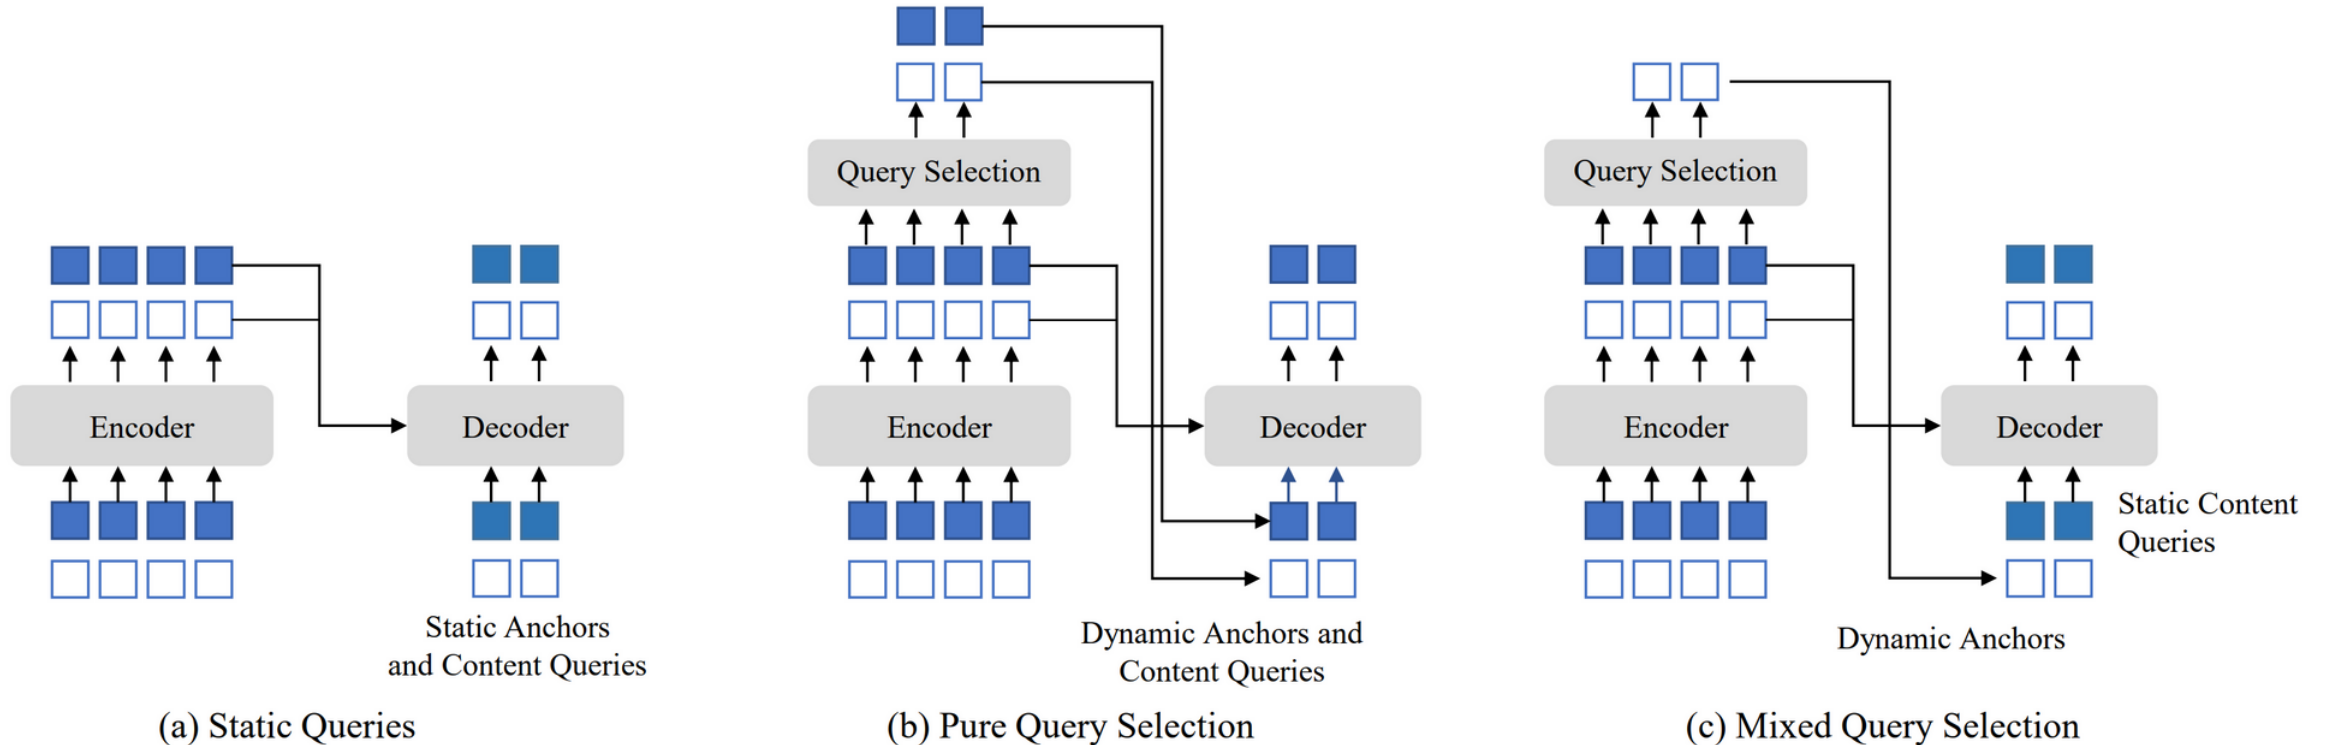 Encoder
Decoder
Static Anchors
and Content Queries
(a) Static Queries
Query Selection
Encoder
Decoder
Dynamic Anchors and
Content Queries
(b) Pure Query Selection
Query Selection
Encoder
Decoder
Static Content
Queries
Dynamic Anchors
(c) Mixed Query Selection